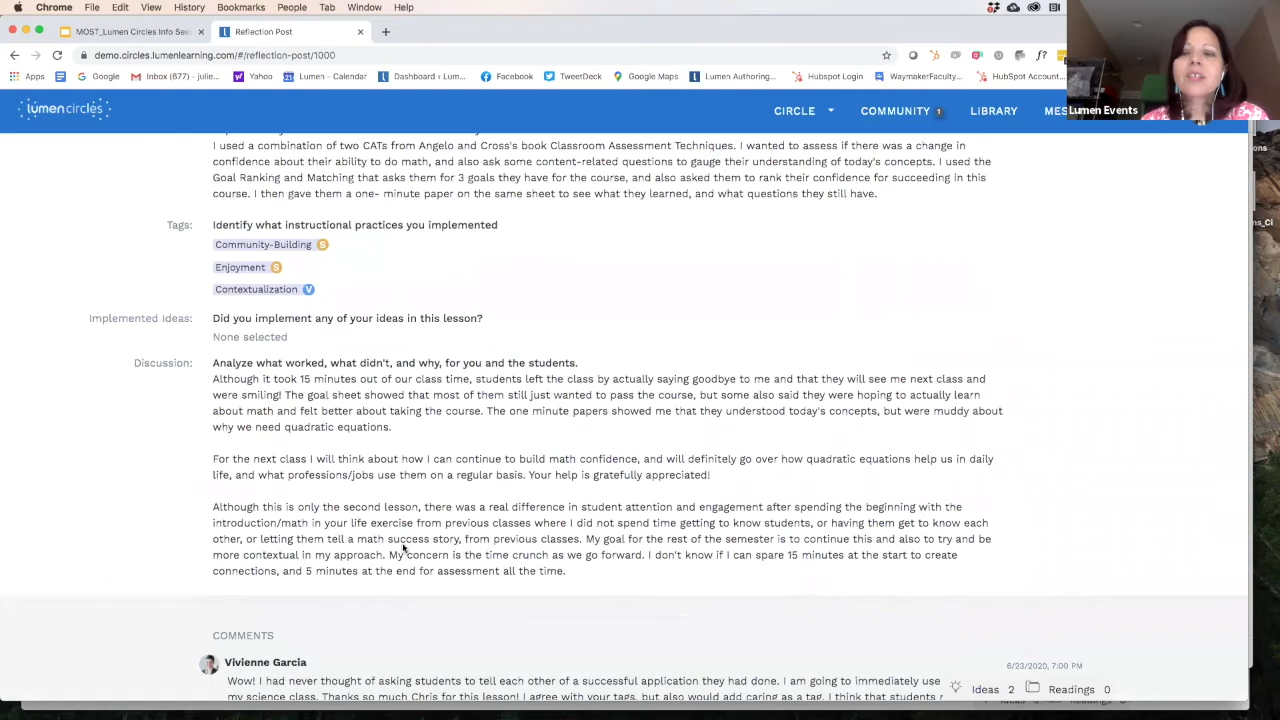 Chrome File Edit View History Bookmarks People Tab Window Help
MOST_Lumen Circles Info Ses
Reflection Post
demo.circles.lumenlearning.com/#/reflection-post/1000
Apps Google Inbox (677) - julie... Yahoo Lumen - Calendar Dashboard ‹ Lum... Facebook TweetDeck Google Maps Lumen Authoring... Hubspot Login WaymakerFaculty... HubSpot Account...
lumen circles CIRCLE COMMUNITY 1 LIBRARY MES
Lumen Events
I used a combination of two CATs from Angelo and Cross's book Classroom Assessment Techniques. I wanted to assess if there was a change in
confidence about their ability to do math, and also ask some content-related questions to gauge their understanding of today's concepts. I used the
Goal Ranking and Matching that asks them for 3 goals they have for the course, and also asked them to rank their confidence for succeeding in this
course. I then gave them a one- minute paper on the same sheet to see what they learned, and what questions they still have.
Tags: Identify what instructional practices you implemented
Community-Building S
Enjoyment S
Contextualization V
Implemented Ideas: Did you implement any of your ideas in this lesson?
None selected
Discussion: Analyze what worked, what didn't, and why, for you and the students.
Although it took 15 minutes out of our class time, students left the class by actually saying goodbye to me and that they will see me next class and
were smiling! The goal sheet showed that most of them still just wanted to pass the course, but some also said they were hoping to actually learn
about math and felt better about taking the course. The one minute papers showed me that they understood today's concepts, but were muddy about
why we need quadratic equations.
For the next class I will think about how I can continue to build math confidence, and will definitely go over how quadratic equations help us in daily
life, and what professions/jobs use them on a regular basis. Your help is gratefully appreciated!
Although this is only the second lesson, there was a real difference in student attention and engagement after spending the beginning with the
introduction/math in your life exercise from previous classes where I did not spend time getting to know students, or having them get to know each
other, or letting them tell a math success story, from previous classes. My goal for the rest of the semester is to continue this and also to try and be
more contextual in my approach. My concern is the time crunch as we go forward. I don't know if I can spare 15 minutes at the start to create
connections, and 5 minutes at the end for assessment all the time.
COMMENTS
Vivienne Garcia 6/23/2020, 7:00 PM
Wow! I had never thought of asking students to tell each other of a successful application they had done. I am going to immediately use
my science class. Thanks so much Chris for this lesson! I agree with your tags, but also would add caring as a tag. I think that students r
Ideas 2 Readings 0